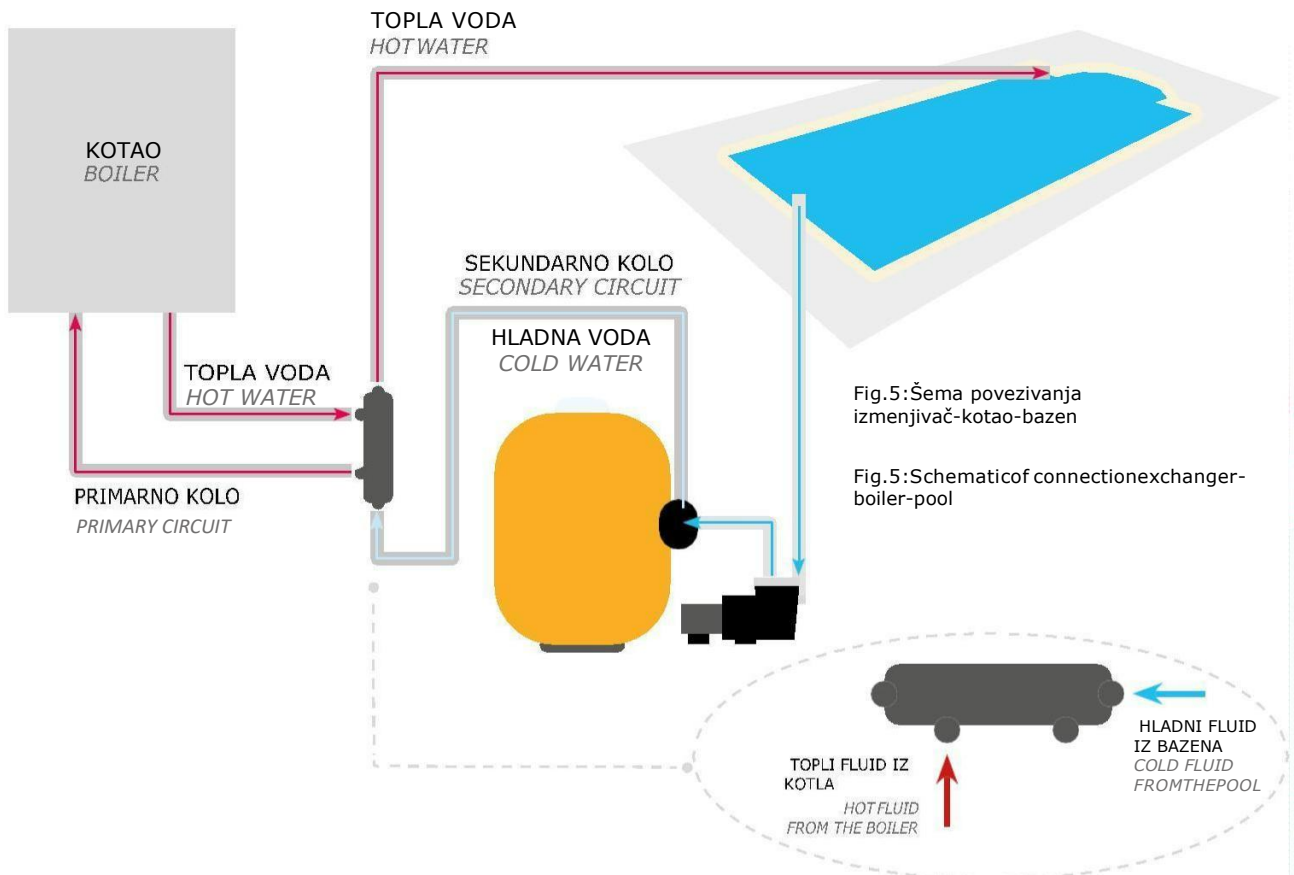 TOPLA VODA
HOT WATER
KOTAO
BOILER
SEKUNDARNO KOLO
SECONDARY CIRCUIT
HLADNA VODA
COLD WATER
TOPLA VODA
HOT WATER
PRIMARNO KOLO
PRIMARY CIRCUIT
Fig.5:Šema povezivanja
izmenjivač-kotao-bazen
Fig.5:Schematicof connectionexchanger-
boiler-pool
HLADNI FLUID
IZ BAZENA
COLD FLUID
FROMTHEPOOL
TOPLI FLUID IZ
KOTLA
HOT FLUID
FROM THE BOILER